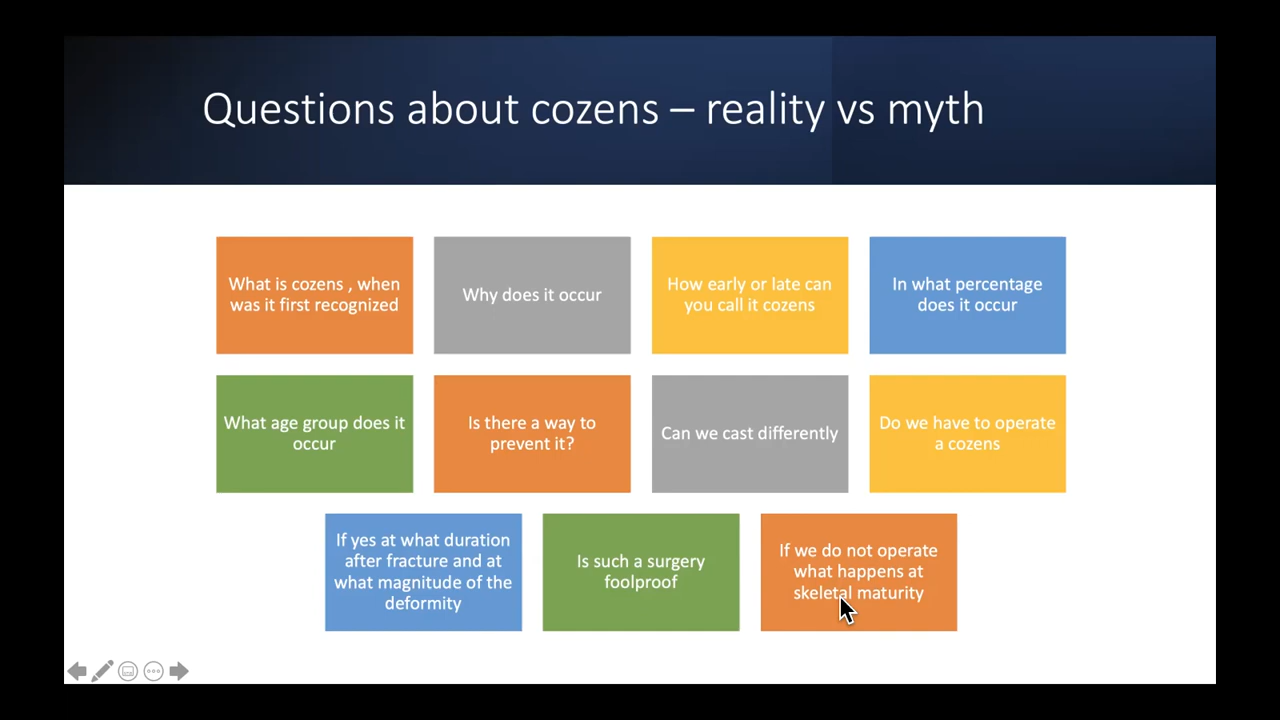 Questions about cozens – reality vs myth
What is cozens , when
was it first recognized
Why does it occur
How early or late can
you call it cozens
In what percentage
does it occur
What age group does it
occur
Is there a way to
prevent it?
Can we cast differently
Do we have to operate
a cozens
If yes at what duration
after fracture and at
what magnitude of the
deformity
Is such a surgery
foolproof
If we do not operate
what happens at
skeletal maturity